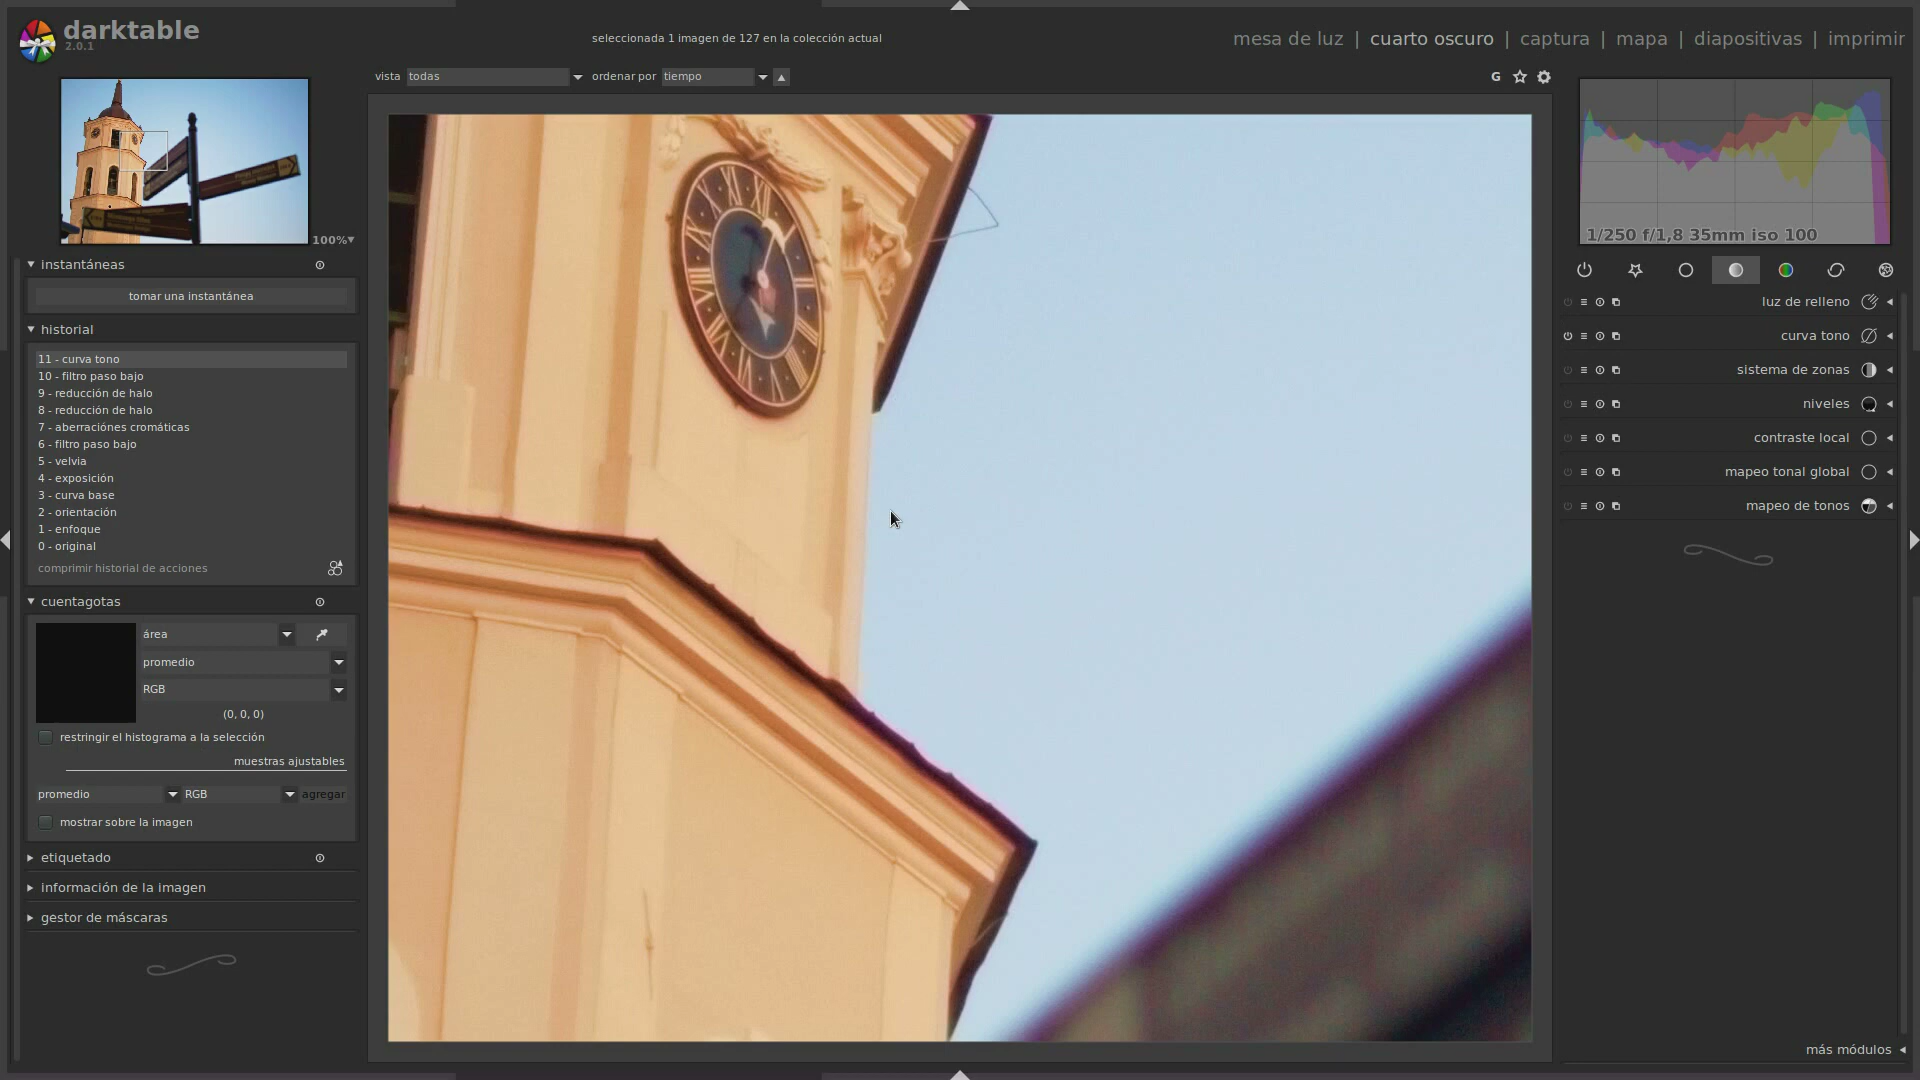 darktable
2.0.1
seleccionada 1 imagen de 127 en la colección actual
mesa de luz | cuarto oscuro | captura | mapa | diapositivas | imprimir
vista todas ordenar por tiempo
G
100%
1/250 f/1,8 35mm iso 100
instantáneas
tomar una instantánea
historial
11 - curva tono
10 - filtro paso bajo
9 - reducción de halo
8 - reducción de halo
7 - aberraciónes cromáticas
6 - filtro paso bajo
5 - velvia
4 - exposición
3 - curva base
2 - orientación
1 - enfoque
0 - original
comprimir historial de acciones
cuentagotas
área
promedio
RGB
(0, 0, 0)
restringir el histograma a la selección
muestras ajustables
promedio RGB agregar
mostrar sobre la imagen
etiquetado
información de la imagen
gestor de máscaras
luz de relleno
curva tono
sistema de zonas
niveles
contraste local
mapeo tonal global
mapeo de tonos
más módulos